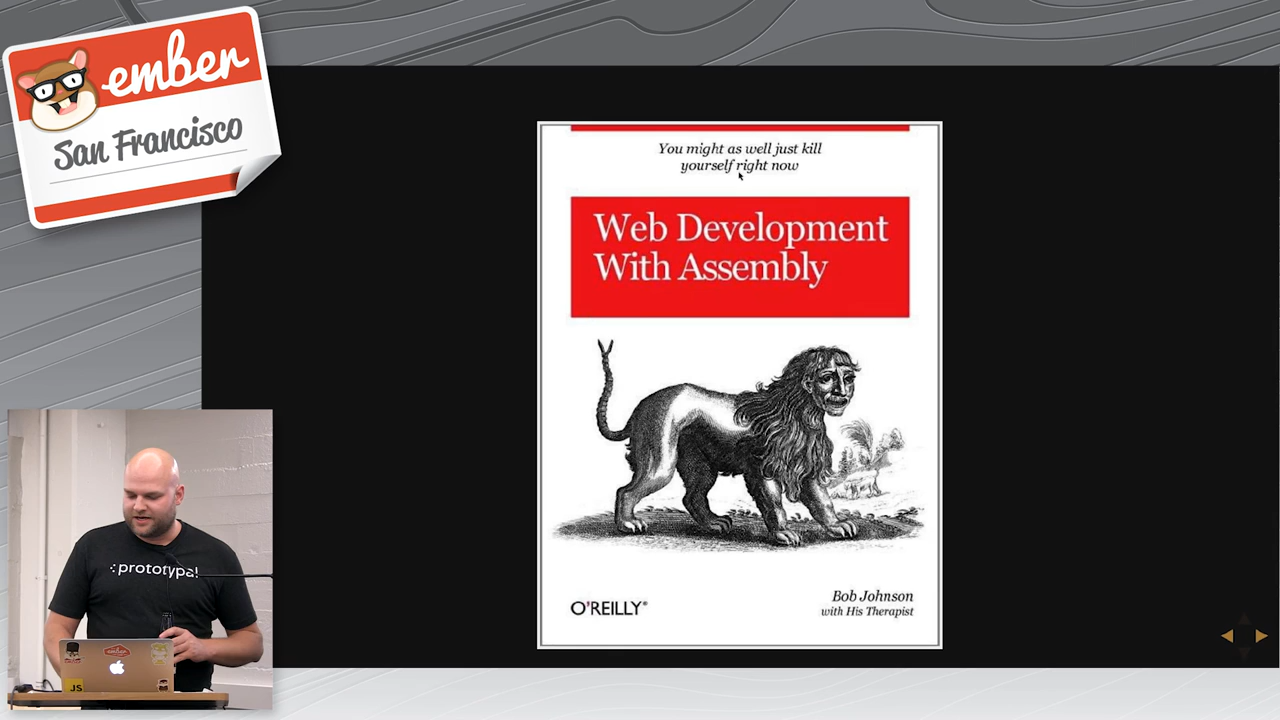 ember
San Francisco
You might as well just kill
yourself right now
Web Development
With Assembly
O'REILLY®
Bob Johnson
with His Therapist
:prototypal
ember
JS